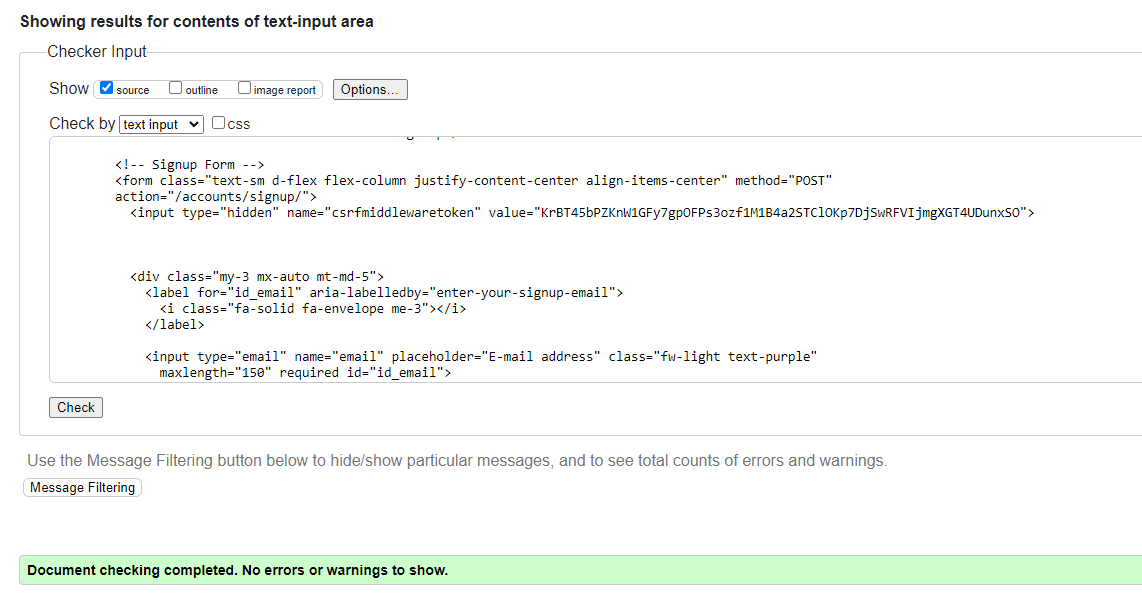 Showing results for contents of text-input area
Checker Input
Show source outline image report Options...
Check by text input css
<!-- Signup Form -->
<form class="text-sm d-flex flex-column justify-content-center align-items-center" method="POST"
action="/accounts/signup/">
<input type="hidden" name="csrfmiddlewaretoken" value="KrBT45bPZKnW1GFy7gpOFPs3ozf1M1B4a2STClOKp7DjSwRFVIjmgXGT4UDunxSO">
<div class="my-3 mx-auto mt-md-5">
<label for="id_email" aria-labelledby="enter-your-signup-email">
<i class="fa-solid fa-envelope me-3"></i>
</label>
<input type="email" name="email" placeholder="E-mail address" class="fw-light text-purple"
maxlength="150" required id="id_email">
Check
Use the Message Filtering button below to hide/show particular messages, and to see total counts of errors and warnings.
Message Filtering
Document checking completed. No errors or warnings to show.